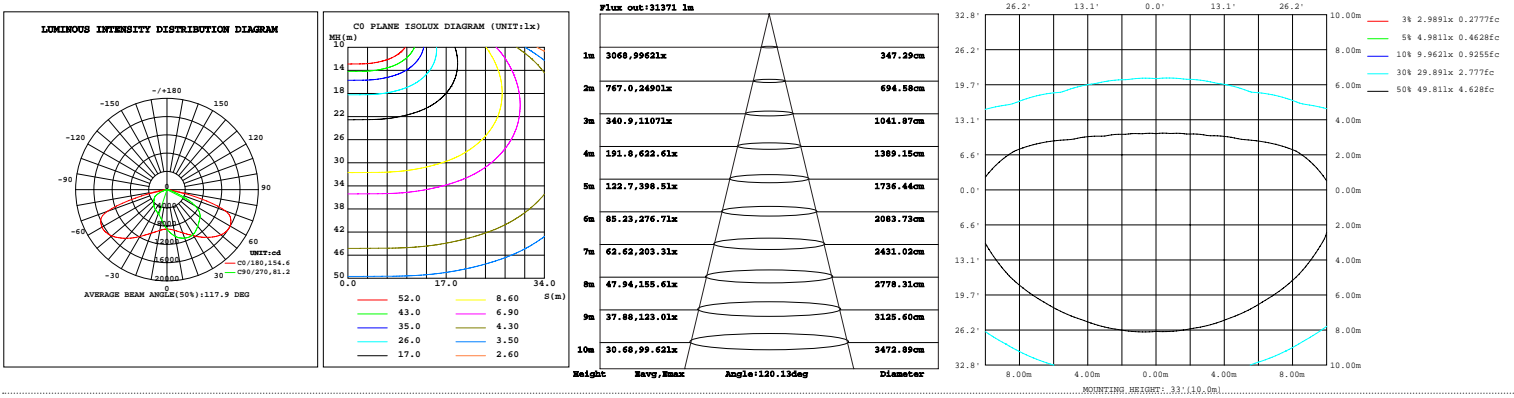 LUMINOUS INTENSITY DISTRIBUTION DIAGRAM
-/+180
-150
150
-120
120
-90
90
-60
60
-30
30
0
0
4000
8000
12000
16000
20000
UNIT:cd
C0/180,154.6
C90/270,81.2
AVERAGE BEAM ANGLE(50%):117.9 DEG
C0 PLANE ISOLUX DIAGRAM (UNIT:lx)
MH(m)
10
14
18
22
26
30
34
38
42
46
50
0.0 17.0 34.0
S(m)
52.0 8.60
43.0 6.90
35.0 4.30
26.0 3.50
17.0 2.60
Flux out:31371 lm
1m 3068,9962lx 347.29cm
2m 767.0,2490lx 694.58cm
3m 340.9,1107lx 1041.87cm
4m 191.8,622.6lx 1389.15cm
5m 122.7,398.5lx 1736.44cm
6m 85.23,276.7lx 2083.73cm
7m 62.62,203.3lx 2431.02cm
8m 47.94,155.6lx 2778.31cm
9m 37.88,123.0lx 3125.60cm
10m 30.68,99.62lx 3472.89cm
Height Eavg,Emax Angle:120.13deg Diameter
26.2' 13.1' 0.0' 13.1' 26.2'
32.8' 10.00m
26.2' 8.00m
19.7' 6.00m
13.1' 4.00m
6.6' 2.00m
0.0' 0.00m
6.6' 2.00m
13.1' 4.00m
19.7' 6.00m
26.2' 8.00m
32.8' 10.00m
8.00m 4.00m 0.00m 4.00m 8.00m
MOUNTING HEIGHT: 33'(10.0m)
3% 2.989lx 0.2777fc
5% 4.981lx 0.4628fc
10% 9.962lx 0.9255fc
30% 29.89lx 2.777fc
50% 49.81lx 4.628fc